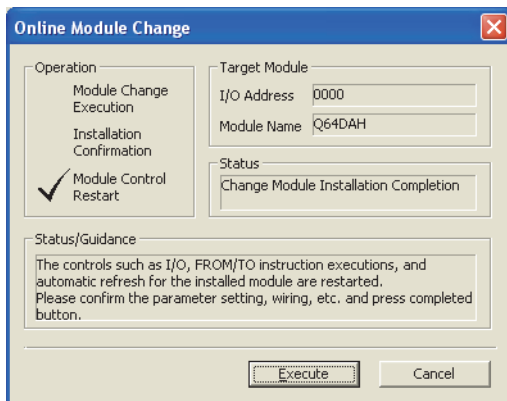 Online Module Change
Operation
Module Change
Execution
Installation
Confirmation
Module Control
Restart
Target Module
I/O Address 0000
Module Name Q64DAH
Status
Change Module Installation Completion
Status/Guidance
The controls such as I/O, FROM/TO instruction executions, and
automatic refresh for the installed module are restarted.
Please confirm the parameter setting, wiring, etc. and press completed
button.
Execute Cancel